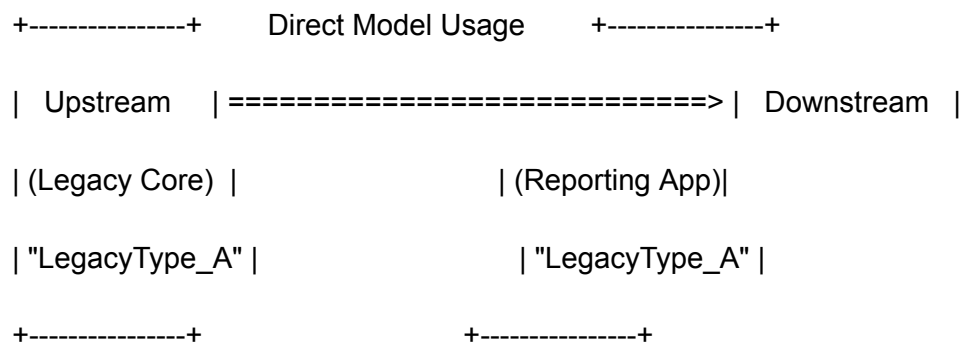 +----------------+ Direct Model Usage +----------------+
| Upstream | ============================> | Downstream |
| (Legacy Core) | | (Reporting App)|
| "LegacyType_A" | | "LegacyType_A" |
+----------------+ +----------------+